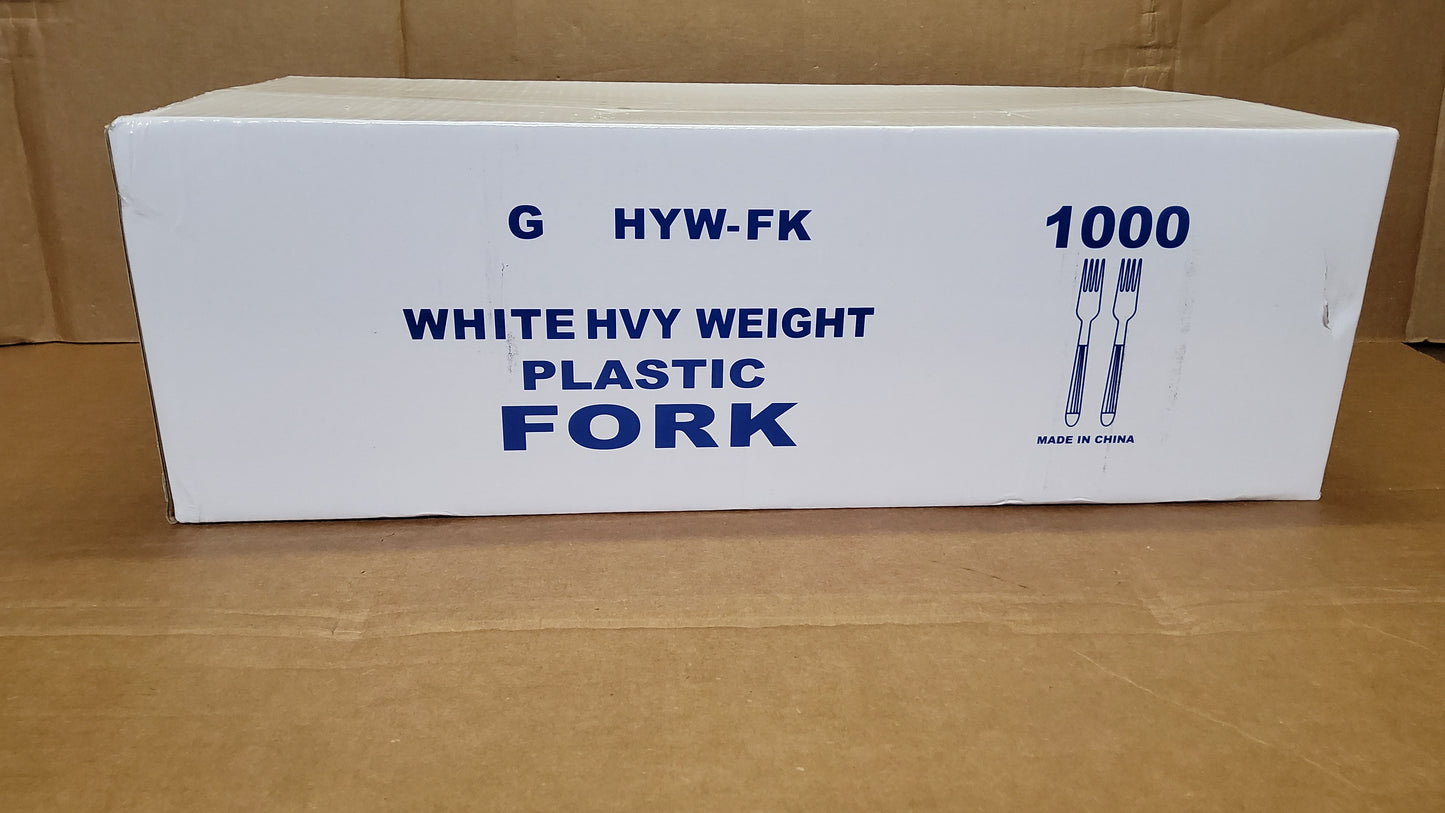 G HYW-FK
WHITE HVY WEIGHT
PLASTIC
FORK
1000
MADE IN CHINA